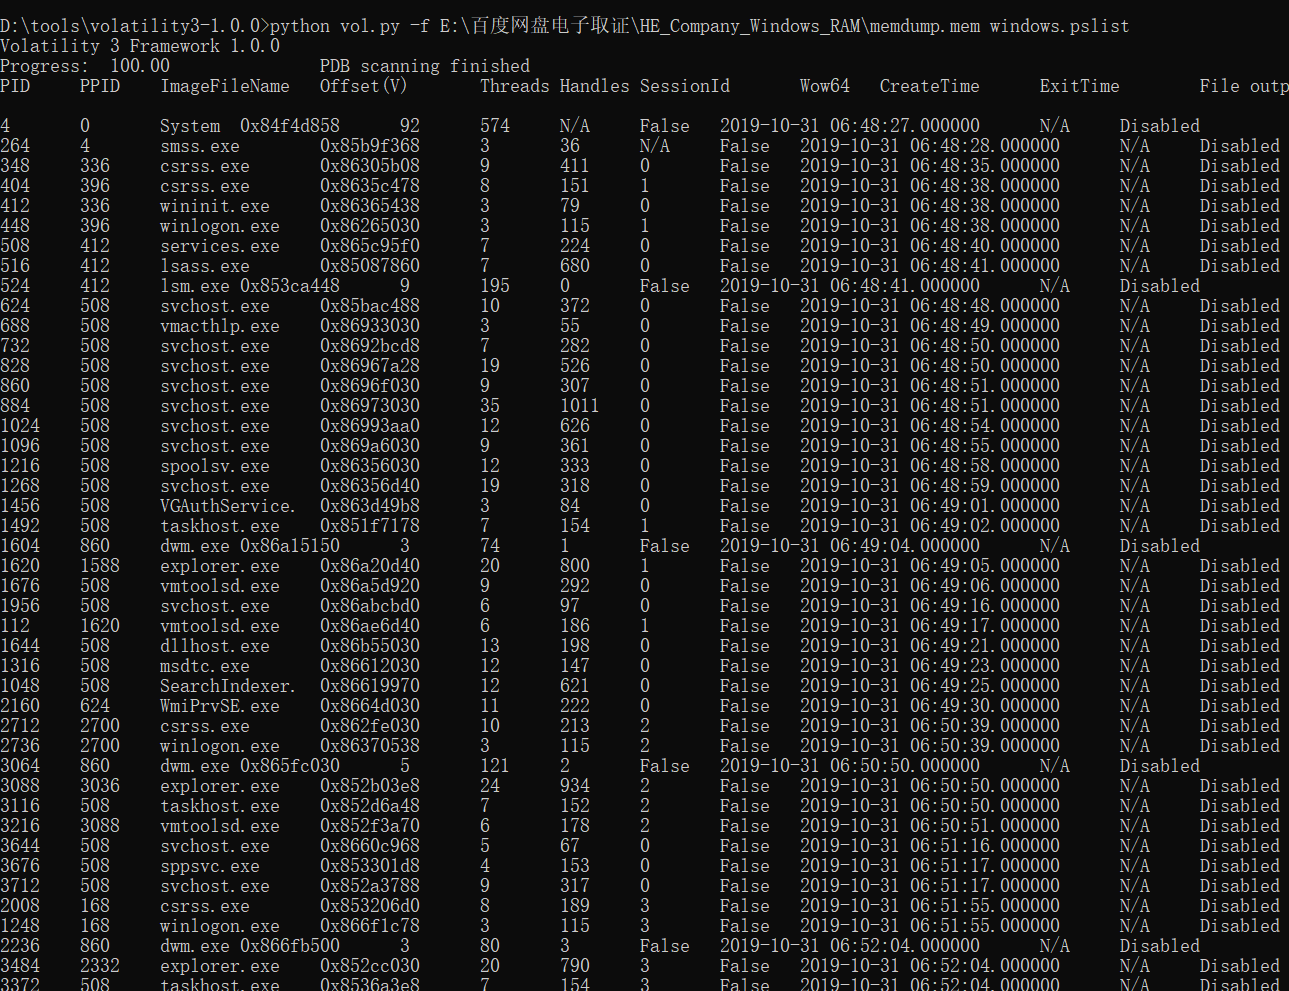 D:\tools\volatility3-1.0.0>python vol.py -f E:\百度网盘电子取证\HE_Company_Windows_RAM\memdump.mem windows.pslist
Volatility 3 Framework 1.0.0
Progress:  100.00               PDB scanning finished
PID     PPID    ImageFileName   Offset(V)       Threads Handles SessionId       Wow64   CreateTime      ExitTime        File outp
4       0       System  0x84f4d858      92      574     N/A     False   2019-10-31 06:48:27.000000      N/A     Disabled
264     4       smss.exe        0x85b9f368      3       36      N/A     False   2019-10-31 06:48:28.000000      N/A     Disabled
348     336     csrss.exe       0x86305b08      9       411     0       False   2019-10-31 06:48:35.000000      N/A     Disabled
404     396     csrss.exe       0x8635c478      8       151     1       False   2019-10-31 06:48:38.000000      N/A     Disabled
412     336     wininit.exe     0x86365438      3       79      0       False   2019-10-31 06:48:38.000000      N/A     Disabled
448     396     winlogon.exe    0x86265030      3       115     1       False   2019-10-31 06:48:38.000000      N/A     Disabled
508     412     services.exe    0x865c95f0      7       224     0       False   2019-10-31 06:48:40.000000      N/A     Disabled
516     412     lsass.exe       0x85087860      7       680     0       False   2019-10-31 06:48:41.000000      N/A     Disabled
524     412     lsm.exe 0x853ca448      9       195     0       False   2019-10-31 06:48:41.000000      N/A     Disabled
624     508     svchost.exe     0x85bac488      10      372     0       False   2019-10-31 06:48:48.000000      N/A     Disabled
688     508     vmacthlp.exe    0x86933030      3       55      0       False   2019-10-31 06:48:49.000000      N/A     Disabled
732     508     svchost.exe     0x8692bcd8      7       282     0       False   2019-10-31 06:48:50.000000      N/A     Disabled
828     508     svchost.exe     0x86967a28      19      526     0       False   2019-10-31 06:48:50.000000      N/A     Disabled
860     508     svchost.exe     0x8696f030      9       307     0       False   2019-10-31 06:48:51.000000      N/A     Disabled
884     508     svchost.exe     0x86973030      35      1011    0       False   2019-10-31 06:48:51.000000      N/A     Disabled
1024    508     svchost.exe     0x86993aa0      12      626     0       False   2019-10-31 06:48:54.000000      N/A     Disabled
1096    508     svchost.exe     0x869a6030      9       361     0       False   2019-10-31 06:48:55.000000      N/A     Disabled
1216    508     spoolsv.exe     0x86356030      12      333     0       False   2019-10-31 06:48:58.000000      N/A     Disabled
1268    508     svchost.exe     0x86356d40      19      318     0       False   2019-10-31 06:48:59.000000      N/A     Disabled
1456    508     VGAuthService.  0x863d49b8      3       84      0       False   2019-10-31 06:49:01.000000      N/A     Disabled
1492    508     taskhost.exe    0x851f7178      7       154     1       False   2019-10-31 06:49:02.000000      N/A     Disabled
1604    860     dwm.exe 0x86a15150      3       74      1       False   2019-10-31 06:49:04.000000      N/A     Disabled
1620    1588    explorer.exe    0x86a20d40      20      800     1       False   2019-10-31 06:49:05.000000      N/A     Disabled
1676    508     vmtoolsd.exe    0x86a5d920      9       292     0       False   2019-10-31 06:49:06.000000      N/A     Disabled
1956    508     svchost.exe     0x86abcbd0      6       97      0       False   2019-10-31 06:49:16.000000      N/A     Disabled
112     1620    vmtoolsd.exe    0x86ae6d40      6       186     1       False   2019-10-31 06:49:17.000000      N/A     Disabled
1644    508     dllhost.exe     0x86b55030      13      198     0       False   2019-10-31 06:49:21.000000      N/A     Disabled
1316    508     msdtc.exe       0x86612030      12      147     0       False   2019-10-31 06:49:23.000000      N/A     Disabled
1048    508     SearchIndexer.  0x86619970      12      621     0       False   2019-10-31 06:49:25.000000      N/A     Disabled
2160    624     WmiPrvSE.exe    0x8664d030      11      222     0       False   2019-10-31 06:49:30.000000      N/A     Disabled
2712    2700    csrss.exe       0x862fe030      10      213     2       False   2019-10-31 06:50:39.000000      N/A     Disabled
2736    2700    winlogon.exe    0x86370538      3       115     2       False   2019-10-31 06:50:39.000000      N/A     Disabled
3064    860     dwm.exe 0x865fc030      5       121     2       False   2019-10-31 06:50:50.000000      N/A     Disabled
3088    3036    explorer.exe    0x852b03e8      24      934     2       False   2019-10-31 06:50:50.000000      N/A     Disabled
3116    508     taskhost.exe    0x852d6a48      7       152     2       False   2019-10-31 06:50:50.000000      N/A     Disabled
3216    3088    vmtoolsd.exe    0x852f3a70      6       178     2       False   2019-10-31 06:50:51.000000      N/A     Disabled
3644    508     svchost.exe     0x8660c968      5       67      0       False   2019-10-31 06:51:16.000000      N/A     Disabled
3676    508     sppsvc.exe      0x853301d8      4       153     0       False   2019-10-31 06:51:17.000000      N/A     Disabled
3712    508     svchost.exe     0x852a3788      9       317     0       False   2019-10-31 06:51:17.000000      N/A     Disabled
2008    168     csrss.exe       0x853206d0      8       189     3       False   2019-10-31 06:51:55.000000      N/A     Disabled
1248    168     winlogon.exe    0x866f1c78      3       115     3       False   2019-10-31 06:51:55.000000      N/A     Disabled
2236    860     dwm.exe 0x866fb500      3       80      3       False   2019-10-31 06:52:04.000000      N/A     Disabled
3484    2332    explorer.exe    0x852cc030      20      790     3       False   2019-10-31 06:52:04.000000      N/A     Disabled
3372    508     taskhost.exe    0x8536a3e8      7       154     3       False   2019-10-31 06:52:04.000000      N/A     Disabled